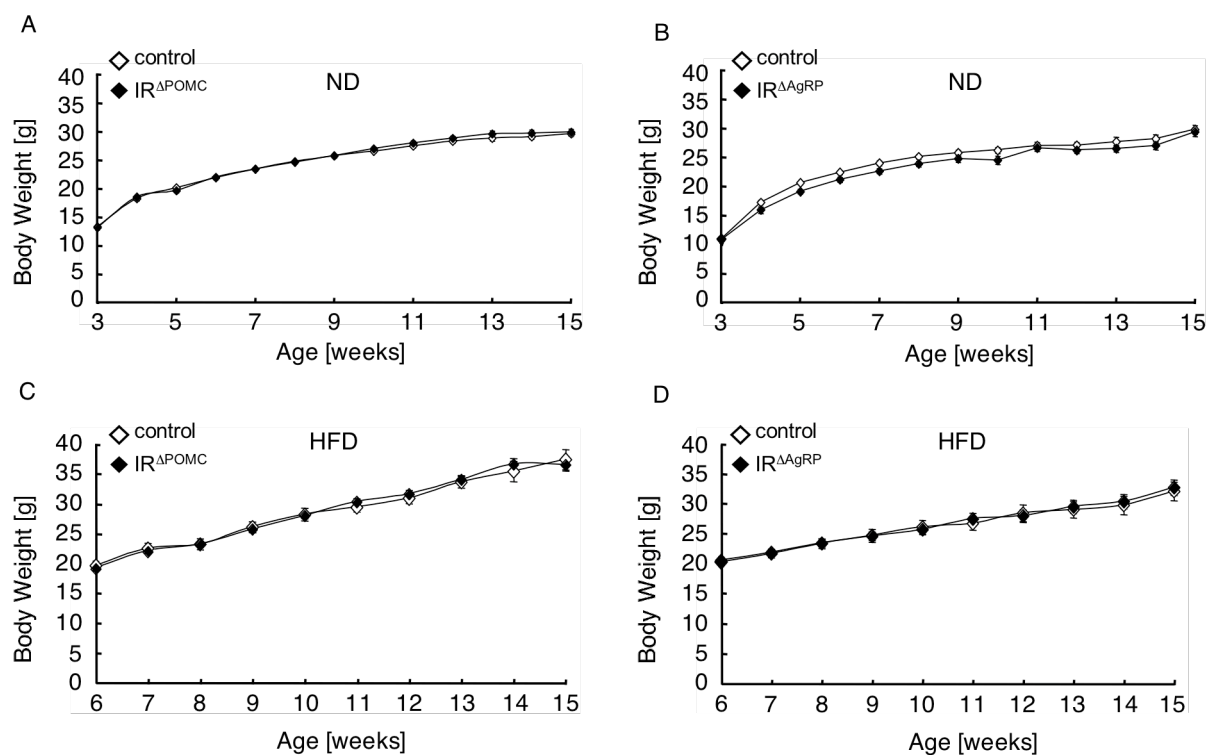 A
◇ control
◆ IR^ΔPOMC
ND
Body Weight [g]
40
35
30
25
20
15
10
5
0
3 5 7 9 11 13 15
Age [weeks]
B
◇ control
◆ IR^ΔAgRP
ND
Body Weight [g]
40
35
30
25
20
15
10
5
0
3 5 7 9 11 13 15
Age [weeks]
C
◇ control
◆ IR^ΔPOMC
HFD
Body Weight [g]
40
35
30
25
20
15
10
5
0
6 7 8 9 10 11 12 13 14 15
Age [weeks]
D
◇ control
◆ IR^ΔAgRP
HFD
Body Weight [g]
40
35
30
25
20
15
10
5
0
6 7 8 9 10 11 12 13 14 15
Age [weeks]